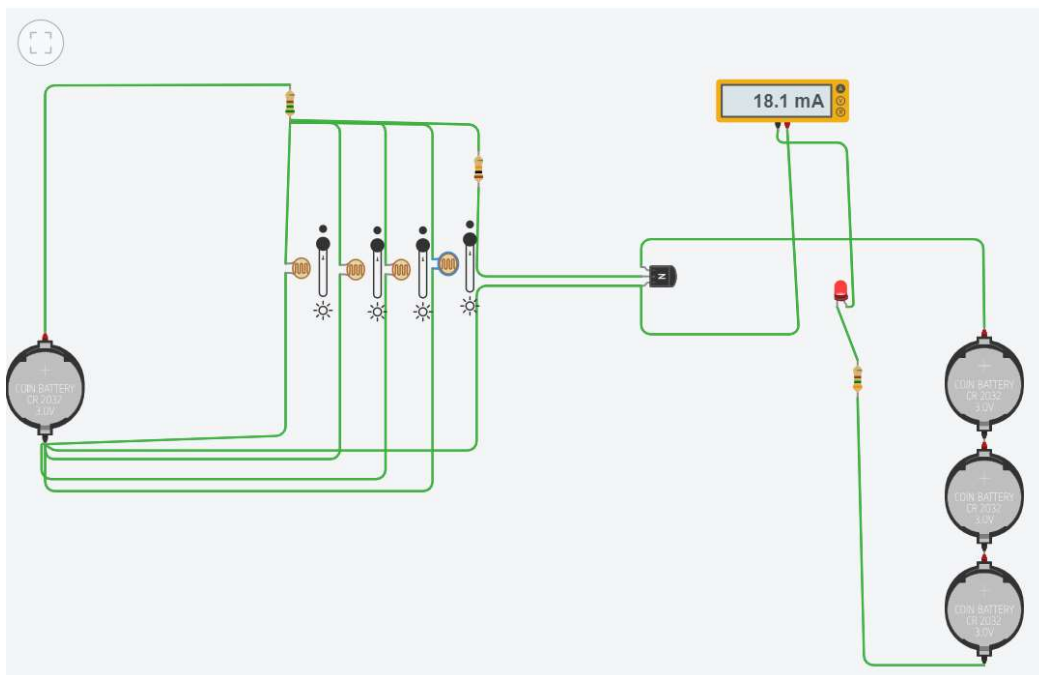 18.1 mA
A
V
R
N
COIN BATTERY
CR 2032
3.0V
COIN BATTERY
CR 2032
3.0V
COIN BATTERY
CR 2032
3.0V
COIN BATTERY
CR 2032
3.0V